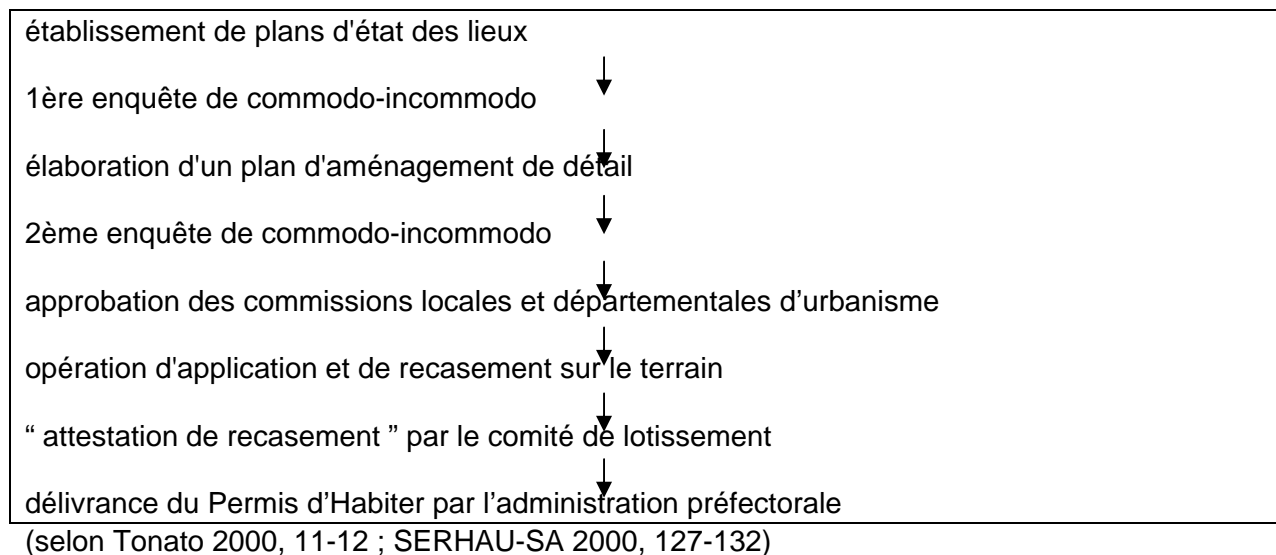 établissement de plans d'état des lieux
1ère enquête de commodo-incommodo
élaboration d'un plan d'aménagement de détail
2ème enquête de commodo-incommodo
approbation des commissions locales et départementales d’urbanisme
opération d'application et de recasement sur le terrain
“ attestation de recasement ” par le comité de lotissement
délivrance du Permis d’Habiter par l’administration préfectorale
(selon Tonato 2000, 11-12 ; SERHAU-SA 2000, 127-132)